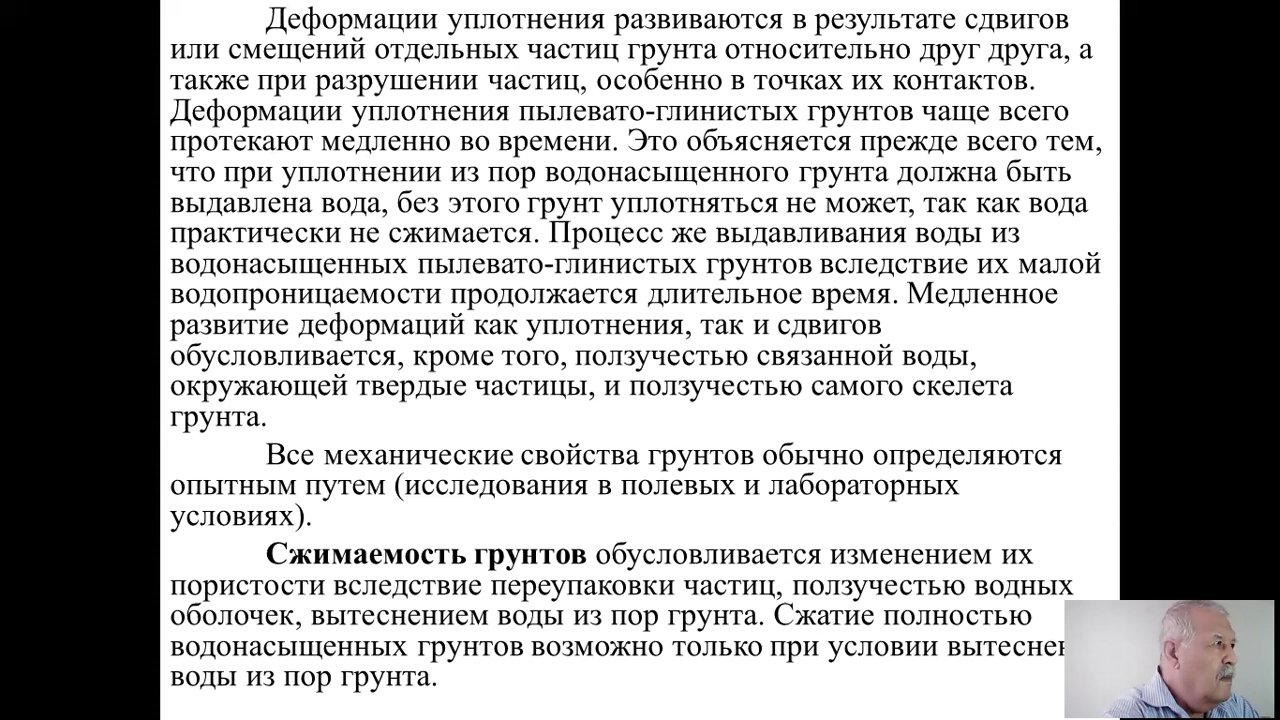 Деформации уплотнения развиваются в результате сдвигов
или смещений отдельных частиц грунта относительно друг друга, а
также при разрушении частиц, особенно в точках их контактов.
Деформации уплотнения пылевато-глинистых грунтов чаще всего
протекают медленно во времени. Это объясняется прежде всего тем,
что при уплотнении из пор водонасыщенного грунта должна быть
выдавлена вода, без этого грунт уплотняться не может, так как вода
практически не сжимается. Процесс же выдавливания воды из
водонасыщенных пылевато-глинистых грунтов вследствие их малой
водопроницаемости продолжается длительное время. Медленное
развитие деформаций как уплотнения, так и сдвигов
обусловливается, кроме того, ползучестью связанной воды,
окружающей твердые частицы, и ползучестью самого скелета
грунта.
Все механические свойства грунтов обычно определяются
опытным путем (исследования в полевых и лабораторных
условиях).
Сжимаемость грунтов обусловливается изменением их
пористости вследствие переупаковки частиц, ползучестью водных
оболочек, вытеснением воды из пор грунта. Сжатие полностью
водонасыщенных грунтов возможно только при условии
воды из пор грунта.